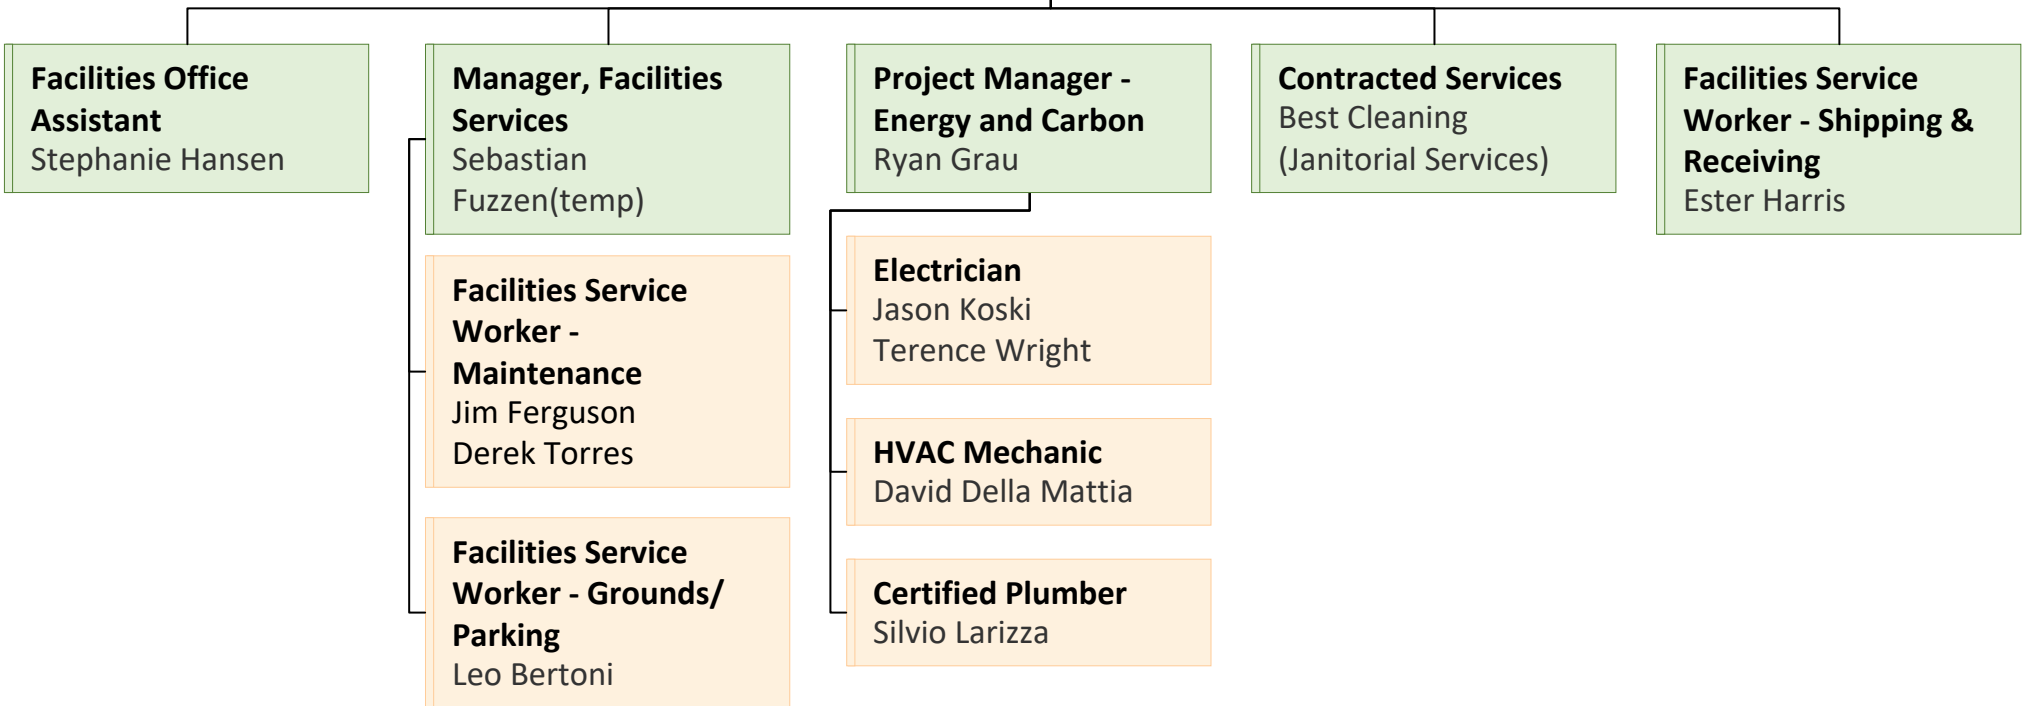 Facilities Office
Assistant
Stephanie Hansen
Manager, Facilities
Services
Sebastian
Fuzzen(temp)
Facilities Service
Worker -
Maintenance
Jim Ferguson
Derek Torres
Facilities Service
Worker - Grounds/
Parking
Leo Bertoni
Project Manager -
Energy and Carbon
Ryan Grau
Electrician
Jason Koski
Terence Wright
HVAC Mechanic
David Della Mattia
Certified Plumber
Silvio Larizza
Contracted Services
Best Cleaning
(Janitorial Services)
Facilities Service
Worker - Shipping &
Receiving
Ester Harris